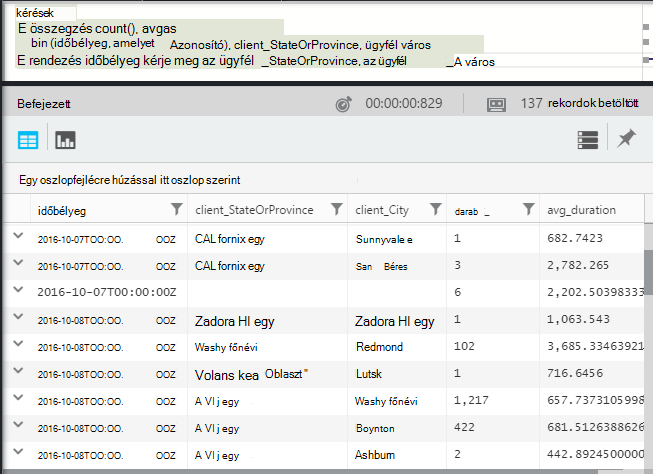 kérések
E összegzés count(), avgas
bin (időbélyeg, amelyet Azonosító), client_StateOrProvince, ügyfél város
E rendezés időbélyeg kérje meg az ügyfél _StateOrProvince, az ügyfél _A város
Befejezett 00:00:00:829 137 rekordok betöltött
Egy oszlopfejlécre húzással itt oszlop szerint
időbélyeg client_StateOrProvince client_City darab _ avg_duration
2016-10-07TOO:OO. OOZ CAL fornix egy Sunnyvale e 1 682.7423
2016-10-07TOO:OO. OOZ CAL fornix egy San Béres 3 2,782.265
2016-10-07T00:00:00Z 6 2,202.50398333
2016-10-08TOO:OO. OOZ Zadora HI egy Zadora HI egy 1 1,063.543
2016-10-08TOO:OO. OOZ Washy főnévi Redmond 102 3,685.33463921
2016-10-08TOO:OO. OOZ Volans kea Oblaszt" Lutsk 1 716.6456
2016-10-08TOO:OO. OOZ A VI j egy Washy főnévi 1,217 657.7373105998
2016-10-08TOO:OO. OOZ A VI j egy Boynton 422 681.5126388626
2016-10-08TOO:OO. OOZ A VI j egy Ashbum 2 442.8924500000